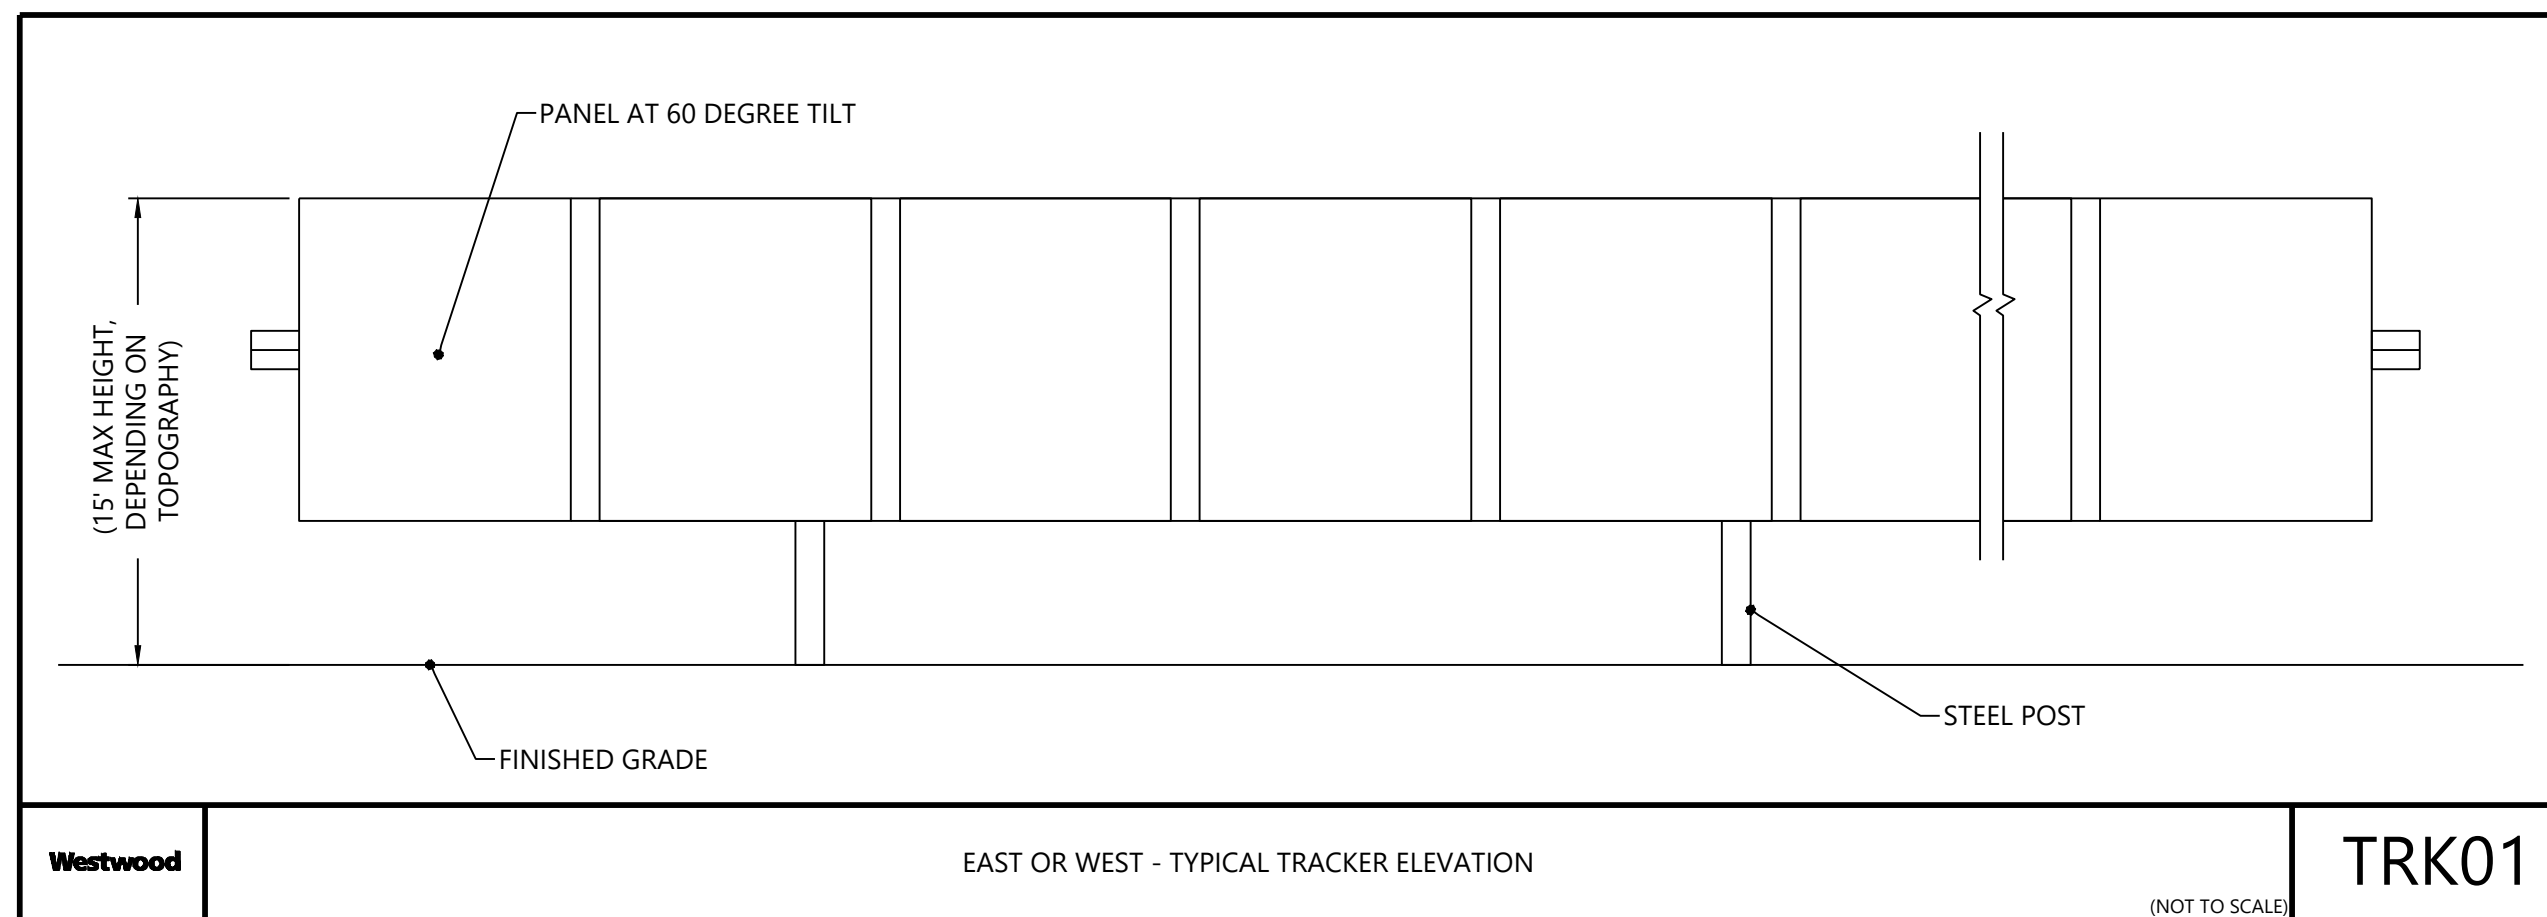 PANEL AT 60 DEGREE TILT
(15' MAX HEIGHT,
DEPENDING ON
TOPOGRAPHY)
STEEL POST
FINISHED GRADE
Westwood
EAST OR WEST - TYPICAL TRACKER ELEVATION
TRK01
(NOT TO SCALE)